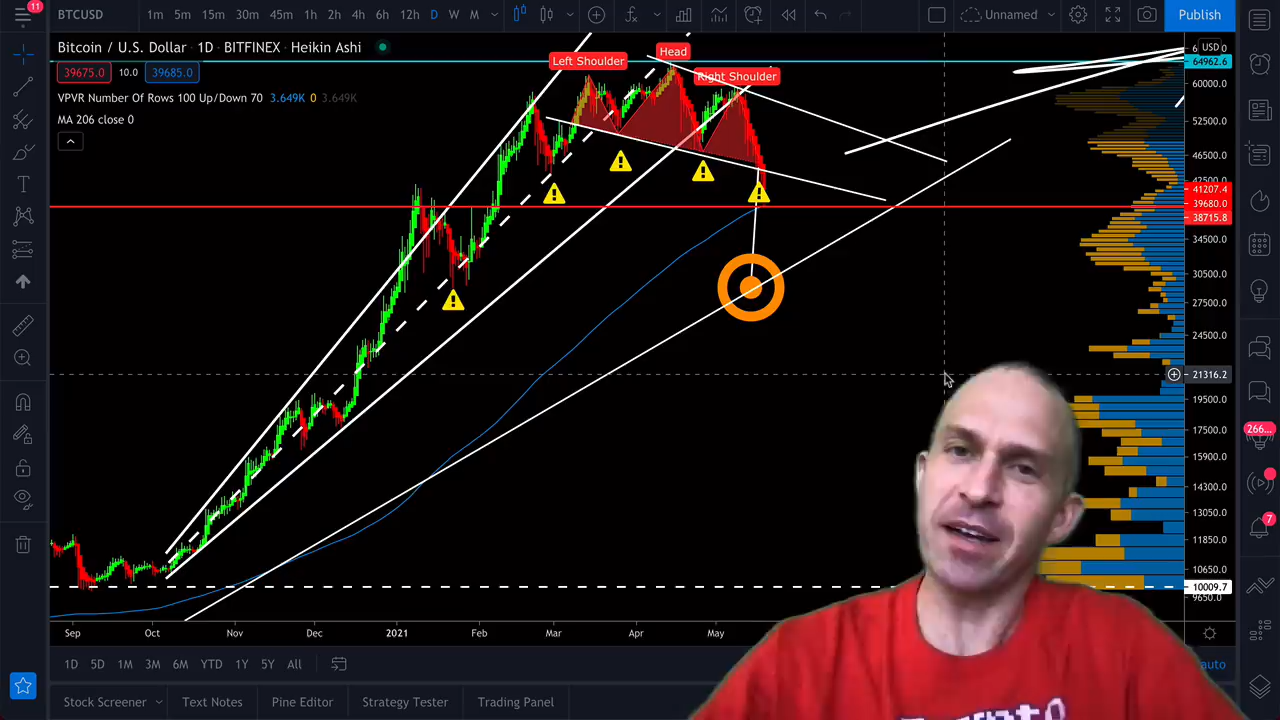 11
BTCUSD
1m 5m 15m 30m 45m 1h 2h 4h 6h 12h D W M
Unnamed
Publish
Bitcoin / U.S. Dollar · 1D · BITFINEX · Heikin Ashi
39675.0 10.0 39685.0
VPVR Number Of Rows 100 Up/Down 70 3.649K 0 3.649K
MA 206 close 0
Left Shoulder
Head
Right Shoulder
USD
64962.6
60000.0
52500.0
46500.0
41207.4
39680.0
38715.8
34500.0
30500.0
27500.0
24500.0
21316.2
19500.0
17500.0
15900.0
14300.0
13050.0
11850.0
10650.0
10009.7
9650.0
266...
7
Sep Oct Nov Dec 2021 Feb Mar Apr May
1D 5D 1M 3M 6M YTD 1Y 5Y All
auto
Stock Screener Text Notes Pine Editor Strategy Tester Trading Panel